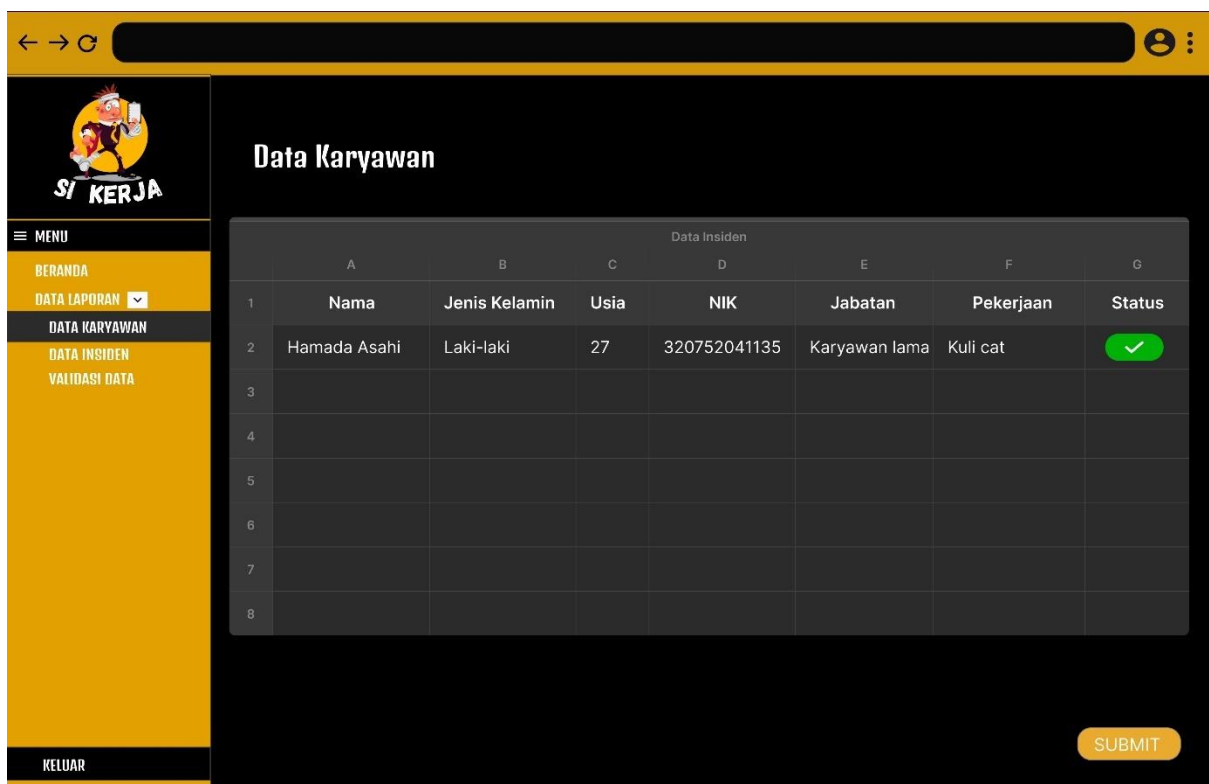 SI KERJA
MENU
BERANDA
DATA LAPORAN
DATA KARYAWAN
DATA INSIDEN
VALIDASI DATA
KELUAR
Data Karyawan
Data Insiden
A B C D E F G
1 Nama Jenis Kelamin Usia NIK Jabatan Pekerjaan Status
2 Hamada Asahi Laki-laki 27 320752041135 Karyawan lama Kuli cat
3
4
5
6
7
8
SUBMIT